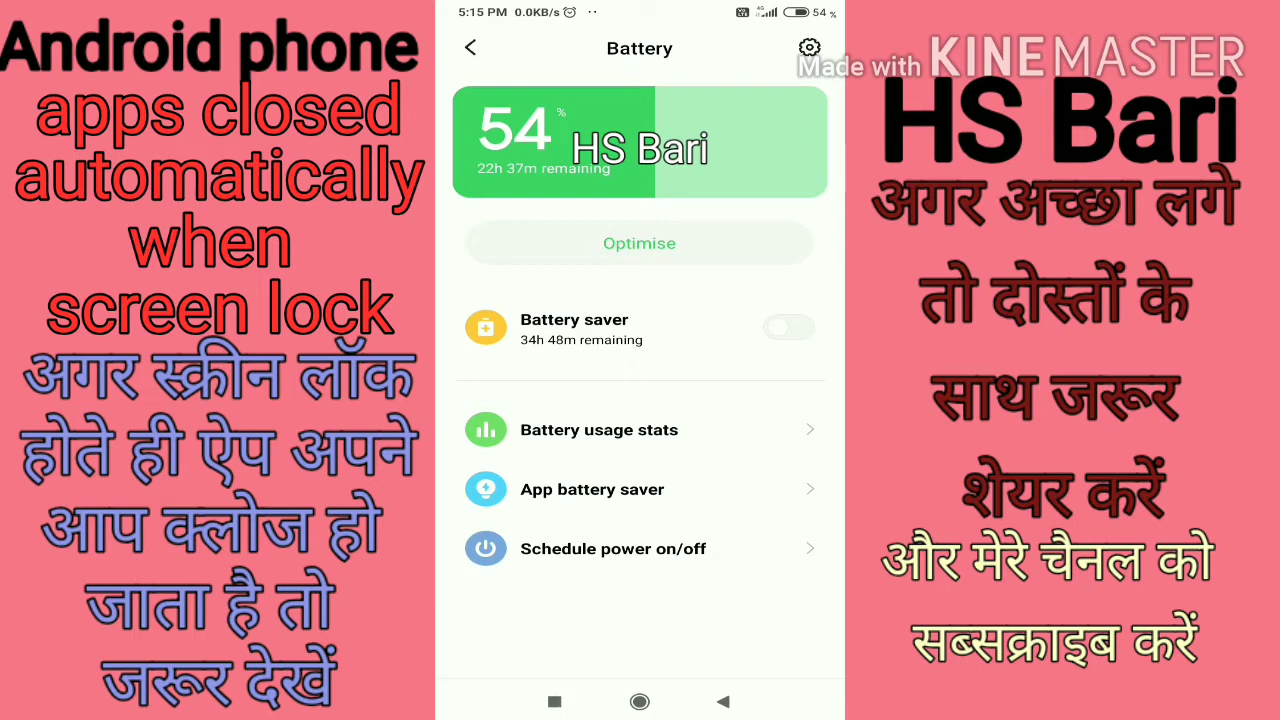 Android phone
apps closed
automatically
when
screen lock
अगर स्क्रीन लॉक
होते ही ऐप अपने
आप क्लोज हो
जाता है तो
जरूर देखें
5:15 PM 0.0KB/s
4G
54 %
Battery
54 %
22h 37m remaining
HS Bari
Optimise
Battery saver
34h 48m remaining
Battery usage stats
App battery saver
Schedule power on/off
Made with KINEMASTER
HS Bari
अगर अच्छा लगे
तो दोस्तों के
साथ जरूर
शेयर करें
और मेरे चैनल को
सब्सक्राइब करें